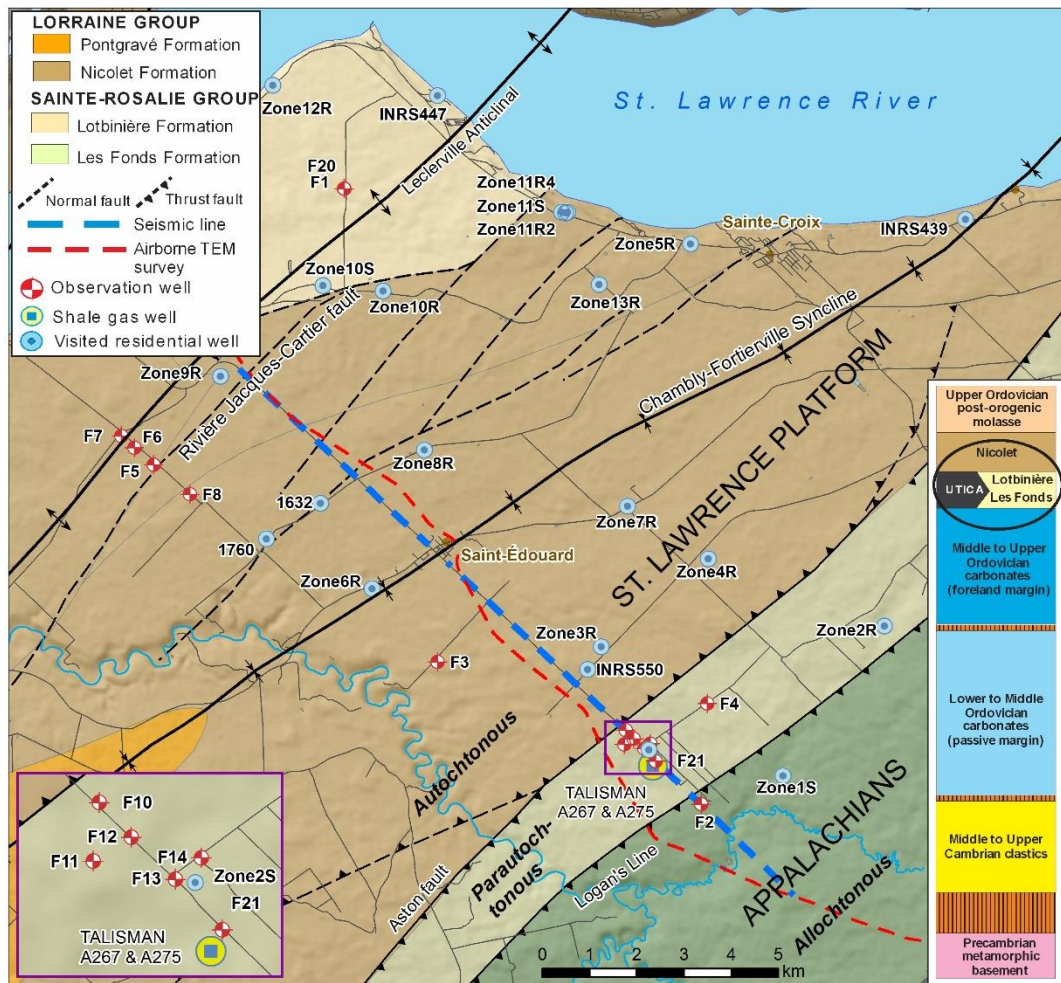 LORRAINE GROUP
Pontgravé Formation
Nicolet Formation
SAINTE-ROSALIE GROUP
Lotbinière Formation
Les Fonds Formation
Normal fault
Thrust fault
Seismic line
Airborne TEM
survey
Observation well
Shale gas well
Visited residential well
St. Lawrence River
Zone12R
INRS447
Leclerville Anticlinal
F20
F1
Zone11R4
Zone11S
Zone11R2
Zone5R
Sainte-Croix
INRS439
Zone10S
Zone10R
Zone13R
Rivière Jacques-Cartier fault
Chambly-Fortierville Syncline
Zone9R
F7
F6
F5
F8
Zone8R
1632
1760
Zone7R
Saint-Édouard
Zone6R
Zone4R
ST. LAWRENCE PLATFORM
Zone3R
INRS550
Zone2R
F3
F4
F21
TALISMAN
A267 & A275
Zone1S
F2
Autochtonous
Parautoch-
tonous
Aston fault
Logan's Line
APPALACHIANS
Allochtonous
F10
F12
F11
F14
F13
Zone2S
F21
TALISMAN
A267 & A275
0 1 2 3 4 5
km
Upper Ordovician
post-orogenic
molasse
Nicolet
UTICA
Lotbinière
Les Fonds
Middle to Upper
Ordovician
carbonates
(foreland margin)
Lower to Middle
Ordovician
carbonates
(passive margin)
Middle to Upper
Cambrian clastics
Precambrian
metamorphic
basement